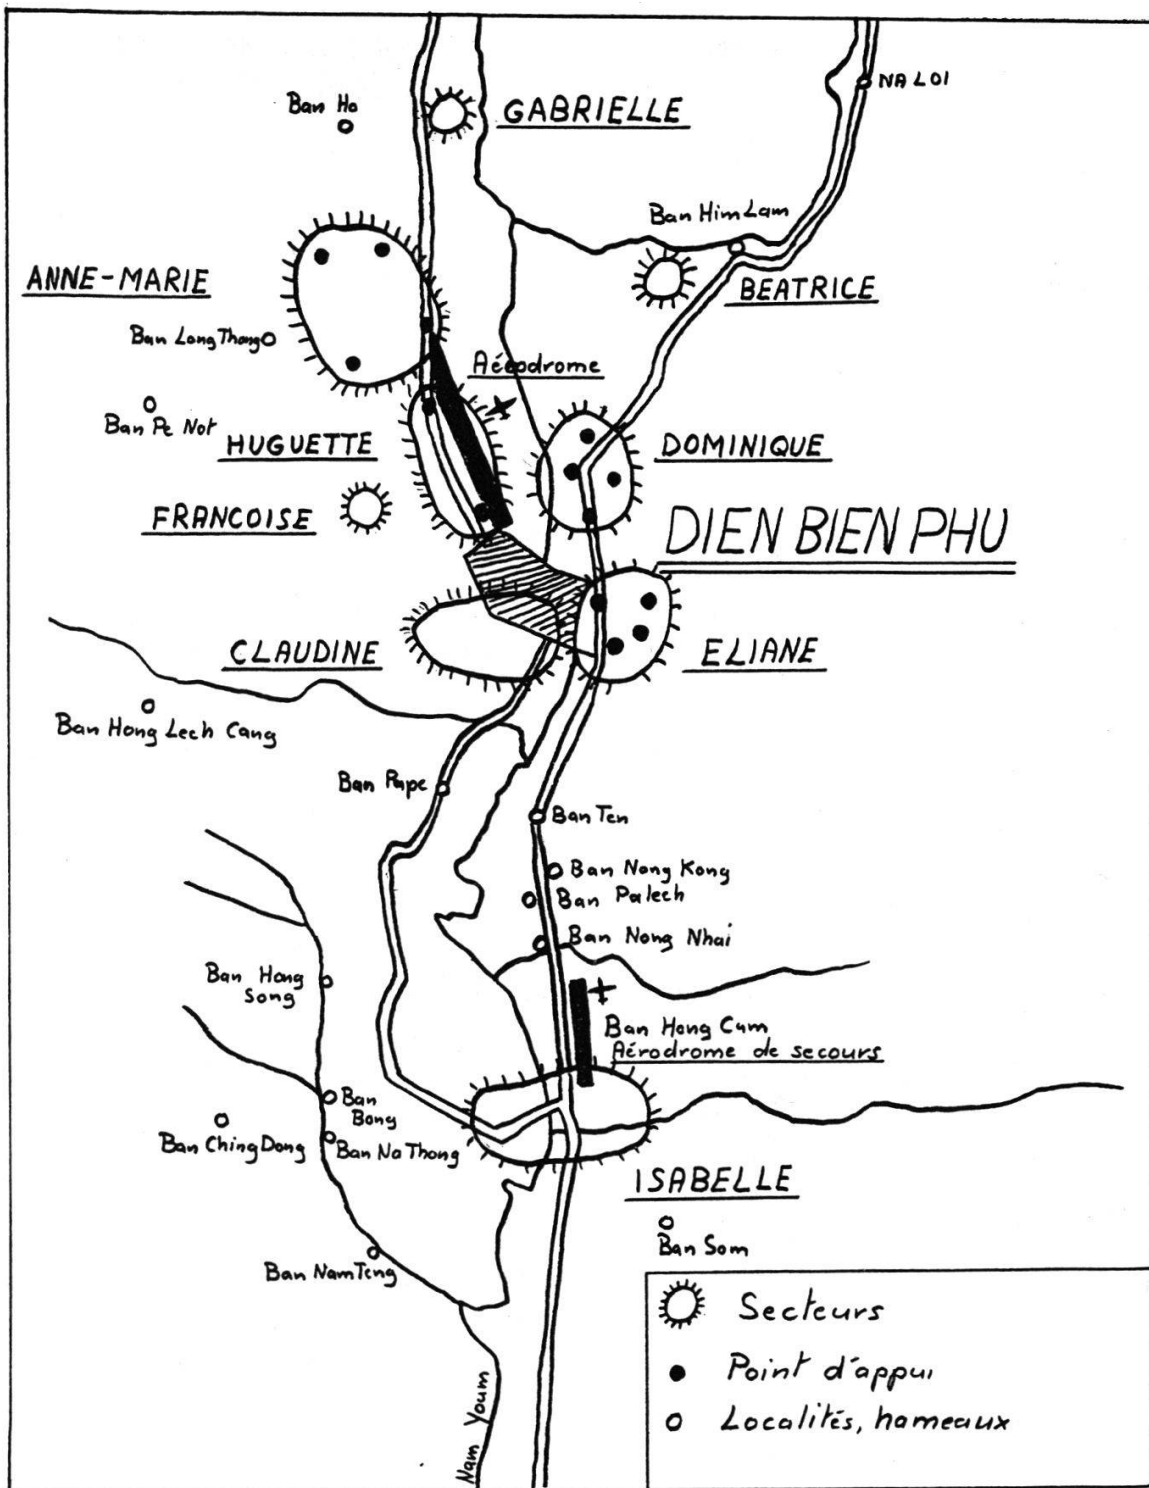 NA LOI
Ban Ho
GABRIELLE
Ban Him Lam
ANNE-MARIE
BEATRICE
Ban Long Thong
Aérodrome
Ban Pe Not
HUGUETTE
DOMINIQUE
FRANCOISE
DIEN BIEN PHU
CLAUDINE
ELIANE
Ban Hong Lech Cang
Ban Pape
Ban Ten
Ban Nong Kong
Ban Palech
Ban Nong Nhai
Ban Hong
Song
Ban Hong Cum
Aérodrome de secours
Ban
Bong
Ban Ching Dong
Ban Na Thong
ISABELLE
Ban Som
Ban Nam Teng
Nam Youm
Secteurs
Point d'appui
Localités, hameaux